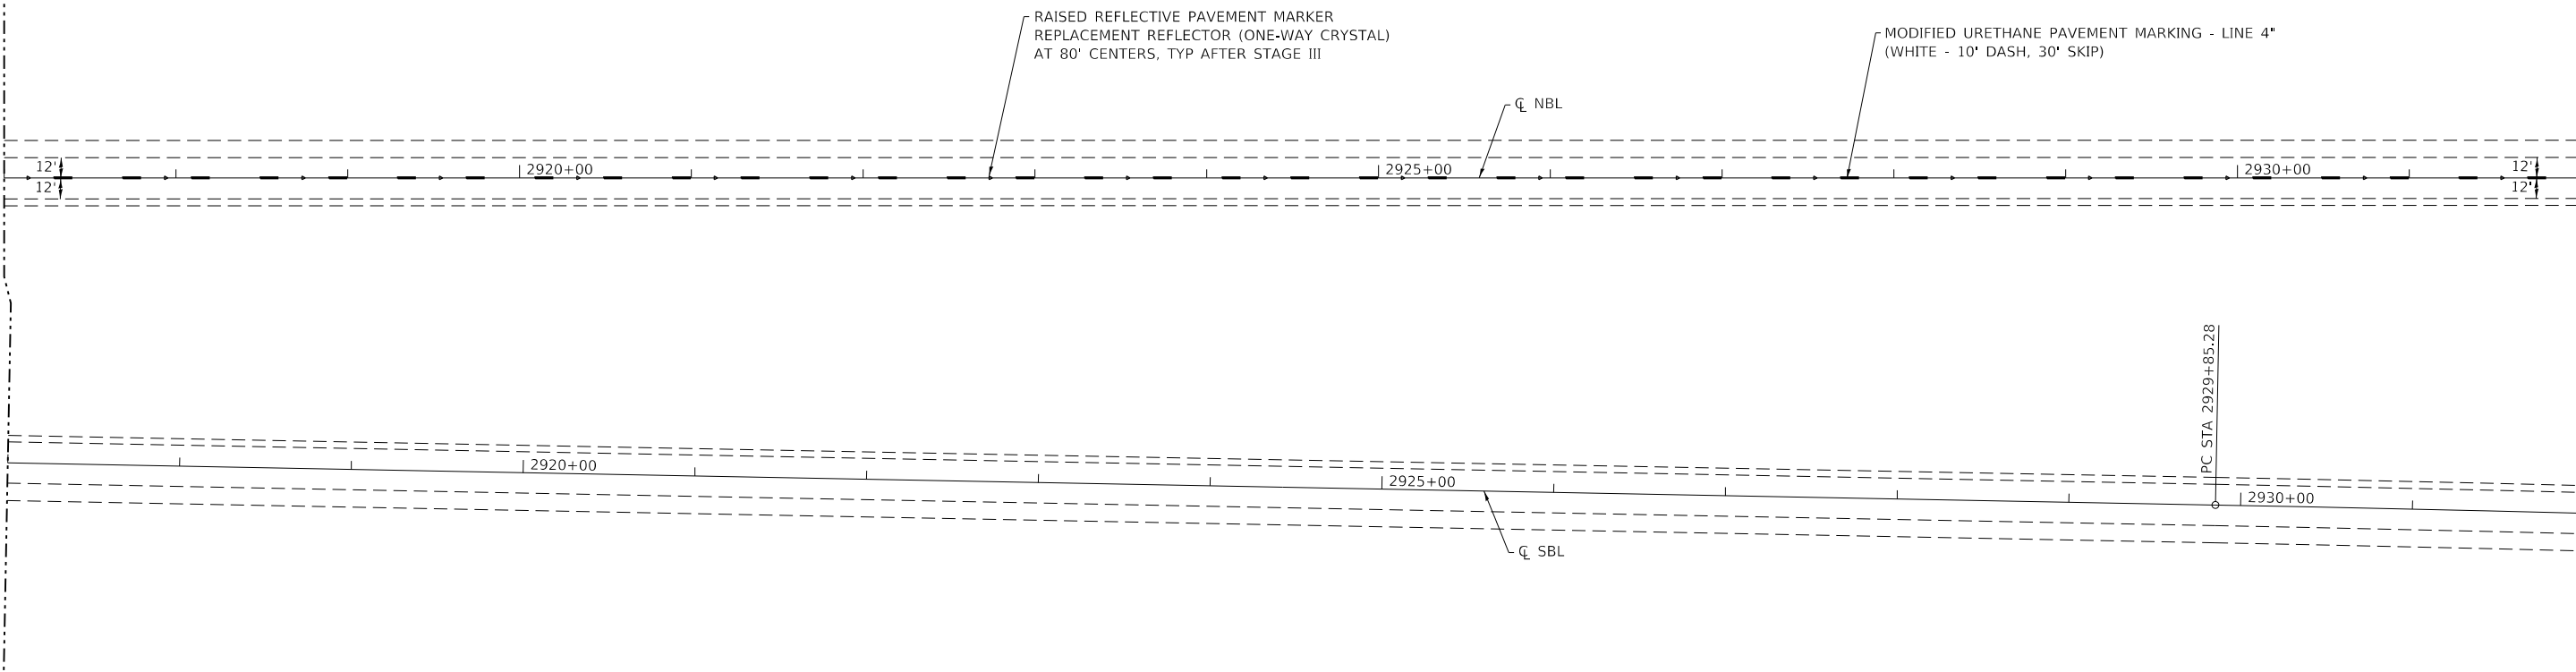 RAISED REFLECTIVE PAVEMENT MARKER
REPLACEMENT REFLECTOR (ONE-WAY CRYSTAL)
AT 80' CENTERS, TYP AFTER STAGE III
MODIFIED URETHANE PAVEMENT MARKING - LINE 4"
(WHITE - 10' DASH, 30' SKIP)
℄ NBL
12'
12'
2920+00
2925+00
2930+00
12'
12'
PC STA 2929+85.28
2920+00
2925+00
2930+00
℄ SBL